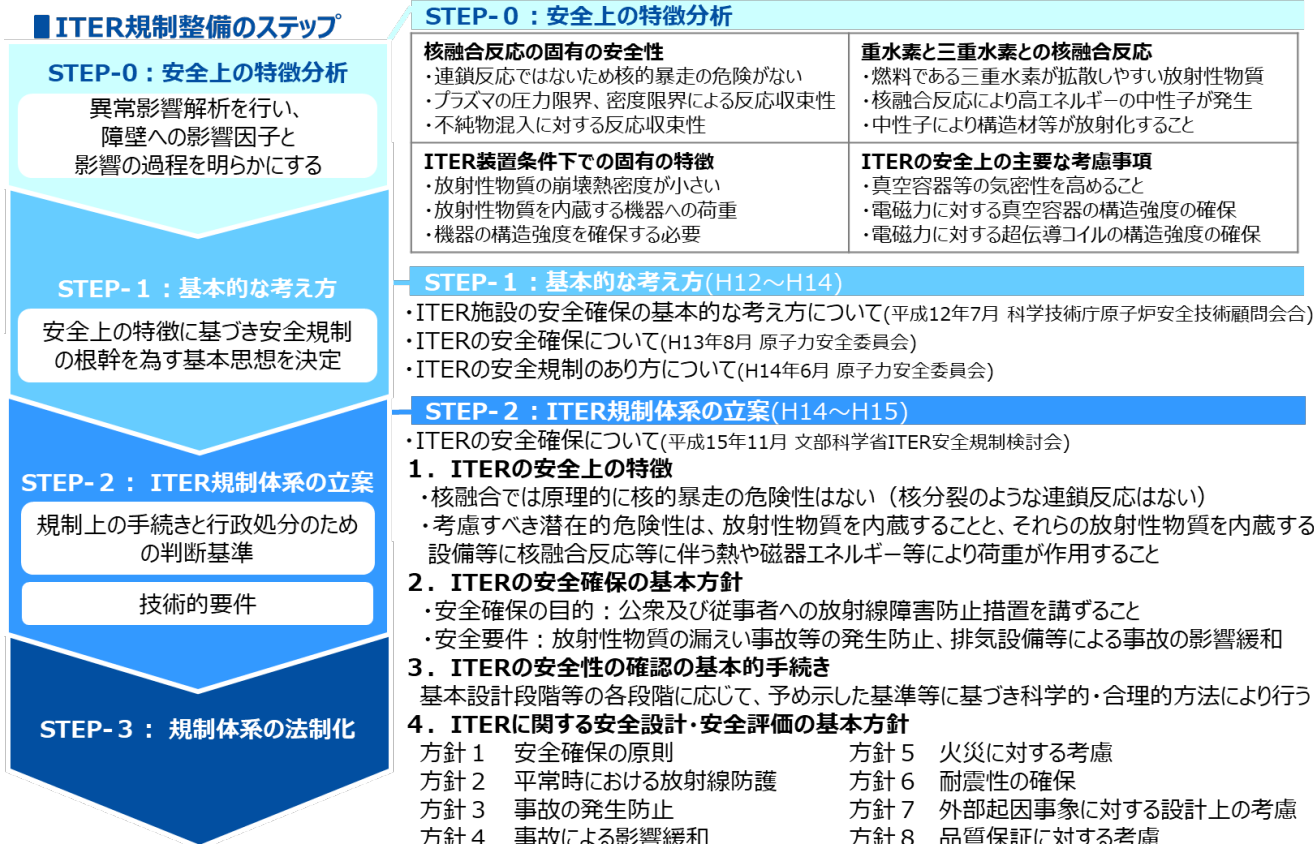 ■ITER規制整備のステップ
STEP-0：安全上の特徴分析
異常影響解析を行い、
障壁への影響因子と
影響の過程を明らかにする
STEP-１：基本的な考え方
安全上の特徴に基づき安全規制
の根幹を為す基本思想を決定
STEP-２： ITER規制体系の立案
規制上の手続きと行政処分のため
の判断基準
技術的要件
STEP-３： 規制体系の法制化
STEP-０：安全上の特徴分析
核融合反応の固有の安全性
・連鎖反応ではないため核的暴走の危険がない
・プラズマの圧力限界、密度限界による反応収束性
・不純物混入に対する反応収束性
重水素と三重水素との核融合反応
・燃料である三重水素が拡散しやすい放射性物質
・核融合反応により高エネルギーの中性子が発生
・中性子により構造材等が放射化すること
ITER装置条件下での固有の特徴
・放射性物質の崩壊熱密度が小さい
・放射性物質を内蔵する機器への荷重
・機器の構造強度を確保する必要
ITERの安全上の主要な考慮事項
・真空容器等の気密性を高めること
・電磁力に対する真空容器の構造強度の確保
・電磁力に対する超伝導コイルの構造強度の確保
STEP-１：基本的な考え方(H12～H14)
・ITER施設の安全確保の基本的な考え方について(平成12年7月 科学技術庁原子炉安全技術顧問会合)
・ITERの安全確保について(H13年8月 原子力安全委員会)
・ITERの安全規制のあり方について(H14年6月 原子力安全委員会)
STEP-２：ITER規制体系の立案(H14～H15)
・ITERの安全確保について(平成15年11月 文部科学省ITER安全規制検討会)
１．ITERの安全上の特徴
・核融合では原理的に核的暴走の危険性はない（核分裂のような連鎖反応はない）
・考慮すべき潜在的危険性は、放射性物質を内蔵することと、それらの放射性物質を内蔵する
設備等に核融合反応等に伴う熱や磁器エネルギー等により荷重が作用すること
２．ITERの安全確保の基本方針
・安全確保の目的：公衆及び従事者への放射線障害防止措置を講ずること
・安全要件：放射性物質の漏えい事故等の発生防止、排気設備等による事故の影響緩和
３．ITERの安全性の確認の基本的手続き
基本設計段階等の各段階に応じて、予め示した基準等に基づき科学的・合理的方法により行う
４．ITERに関する安全設計・安全評価の基本方針
方針１　安全確保の原則
方針２　平常時における放射線防護
方針３　事故の発生防止
方針４　事故による影響緩和
方針５　火災に対する考慮
方針６　耐震性の確保
方針７　外部起因事象に対する設計上の考慮
方針８　品質保証に対する考慮